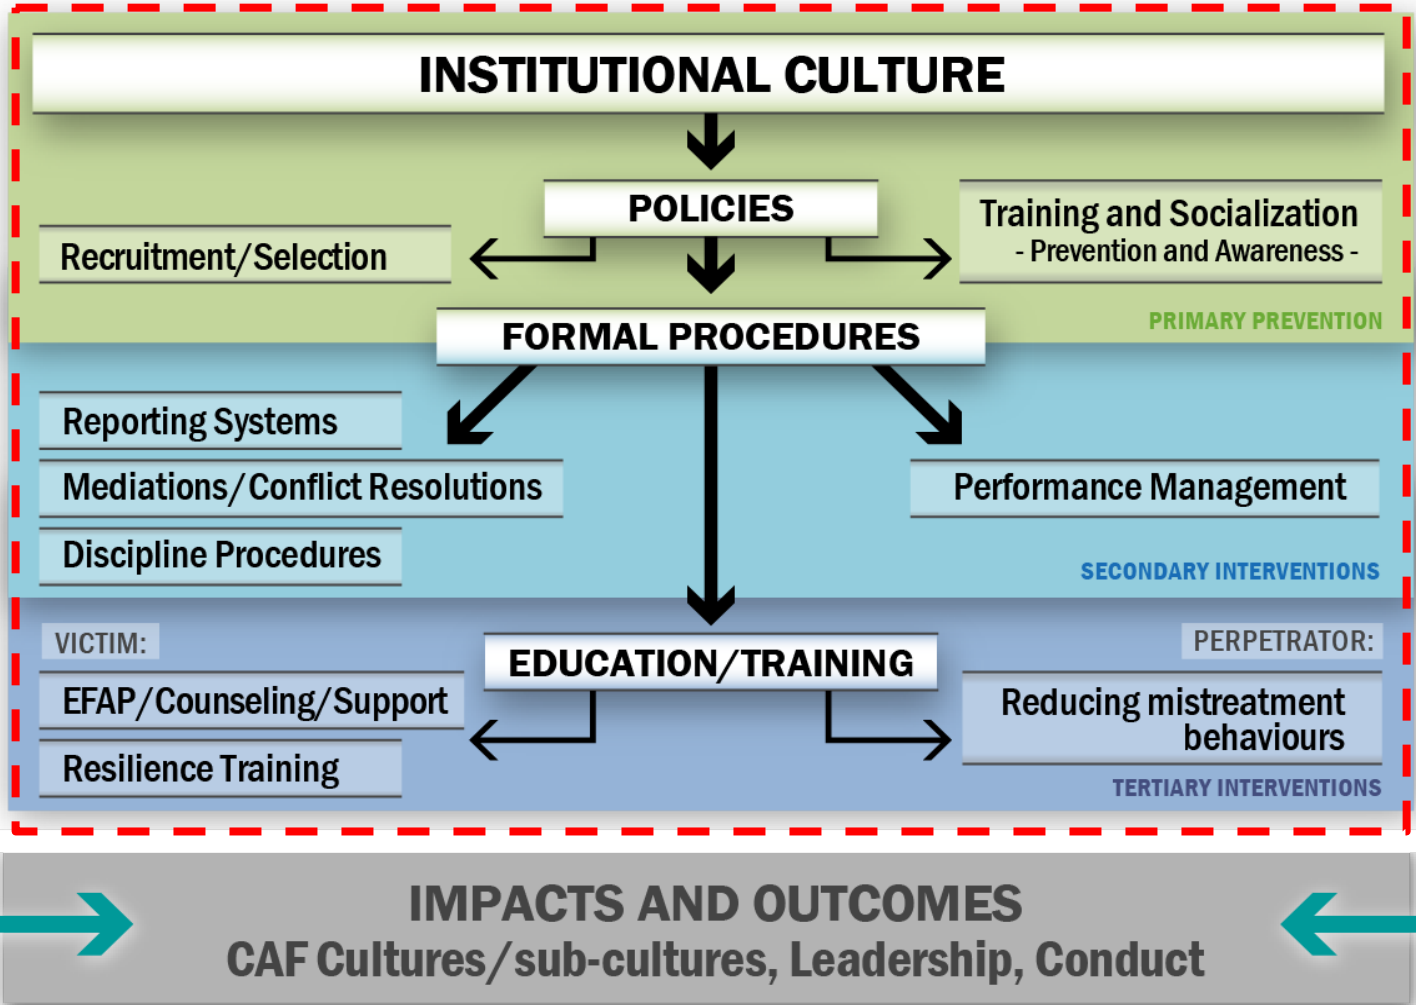 INSTITUTIONAL CULTURE
POLICIES
Recruitment/Selection
Training and Socialization
- Prevention and Awareness -
PRIMARY PREVENTION
FORMAL PROCEDURES
Reporting Systems
Mediations/Conflict Resolutions
Discipline Procedures
Performance Management
SECONDARY INTERVENTIONS
VICTIM:
EDUCATION/TRAINING
PERPETRATOR:
EFAP/Counseling/Support
Resilience Training
Reducing mistreatment
behaviours
TERTIARY INTERVENTIONS
IMPACTS AND OUTCOMES
CAF Cultures/sub-cultures, Leadership, Conduct